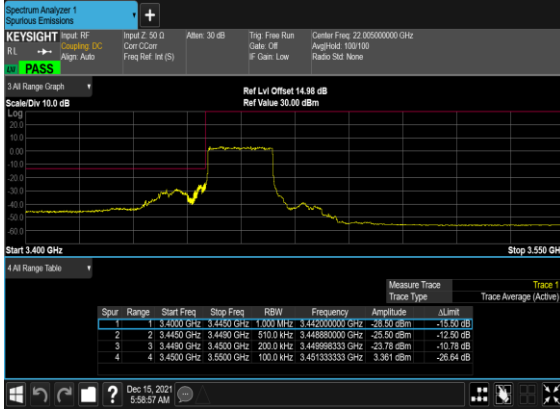 Spectrum Analyzer 1
Spurious Emissions
+
KEYSIGHT Input: RF Input Z: 50 Ω Atten: 30 dB Trig: Free Run Center Freq: 22.005000000 GHz
RL Coupling: DC Corr CCorr Gate: Off Avg|Hold: 100/100
Align: Auto Freq Ref: Int (S) IF Gain: Low Radio Std: None
PASS
3 All Range Graph
Ref Lvl Offset 14.98 dB
Scale/Div 10.0 dB Ref Value 30.00 dBm
Log
20.0
10.0
0.00
-10.0
-20.0
-30.0
-40.0
-50.0
-60.0
Start 3.400 GHz Stop 3.550 GH
4 All Range Table
Measure Trace Trace 1
Trace Type Trace Average (Active)
Spur Range Start Freq Stop Freq RBW Frequency Amplitude ΔLimit
1 1 3.4000 GHz 3.4450 GHz 1.000 MHz 3.442000000 GHz -28.50 dBm -15.50 dB
2 2 3.4450 GHz 3.4490 GHz 510.0 kHz 3.448880000 GHz -25.50 dBm -12.50 dB
3 3 3.4490 GHz 3.4500 GHz 200.0 kHz 3.449998333 GHz -23.78 dBm -10.78 dB
4 4 3.4500 GHz 3.5500 GHz 100.0 kHz 3.451333333 GHz 3.361 dBm -26.64 dB
?
Dec 15, 2021
5:58:57 AM